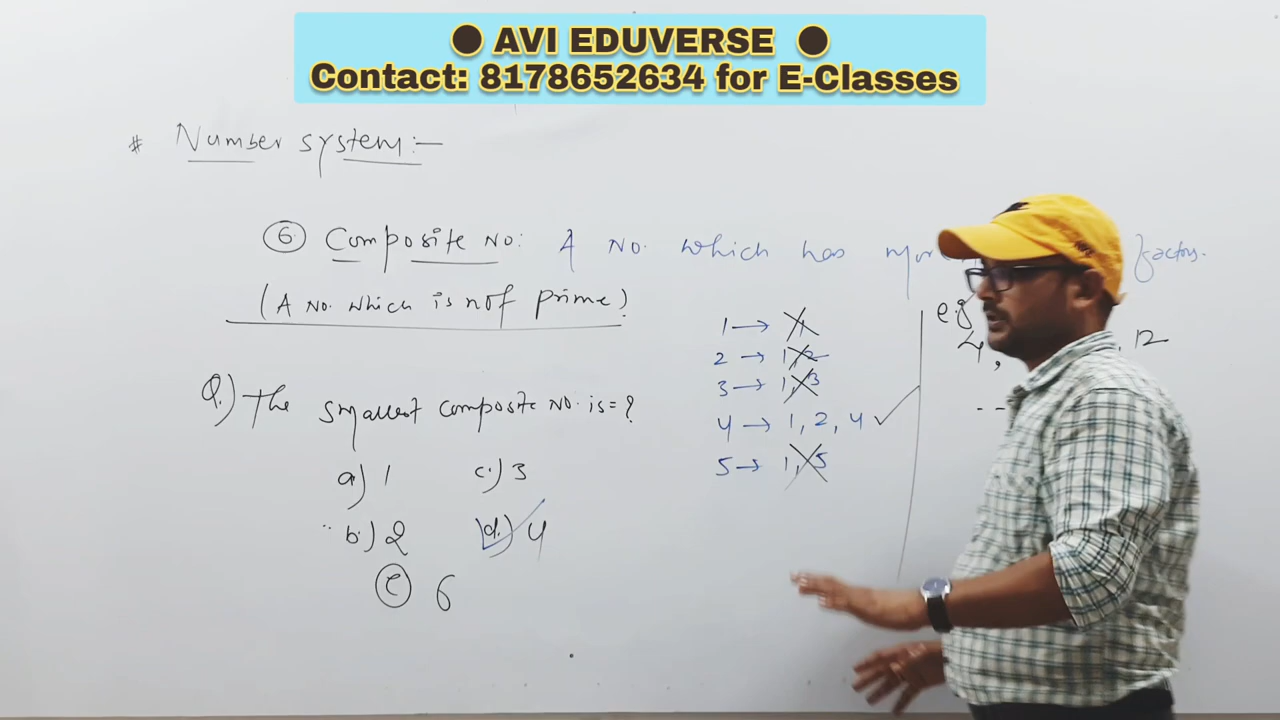 ● AVI EDUVERSE ●
Contact: 8178652634 for E-Classes
# Number system:-
⑥ Composite No: A No. which has factors.
(A No. which is not prime)
1 → 1
2 → 1, 2
3 → 1, 3
4 → 1, 2, 4 ✓
5 → 1, 5
e.g
4, , 12
--
Q.) The smallest composite No. is = ?
a.) 1 c.) 3
b.) 2 d.) 4
ⓔ 6